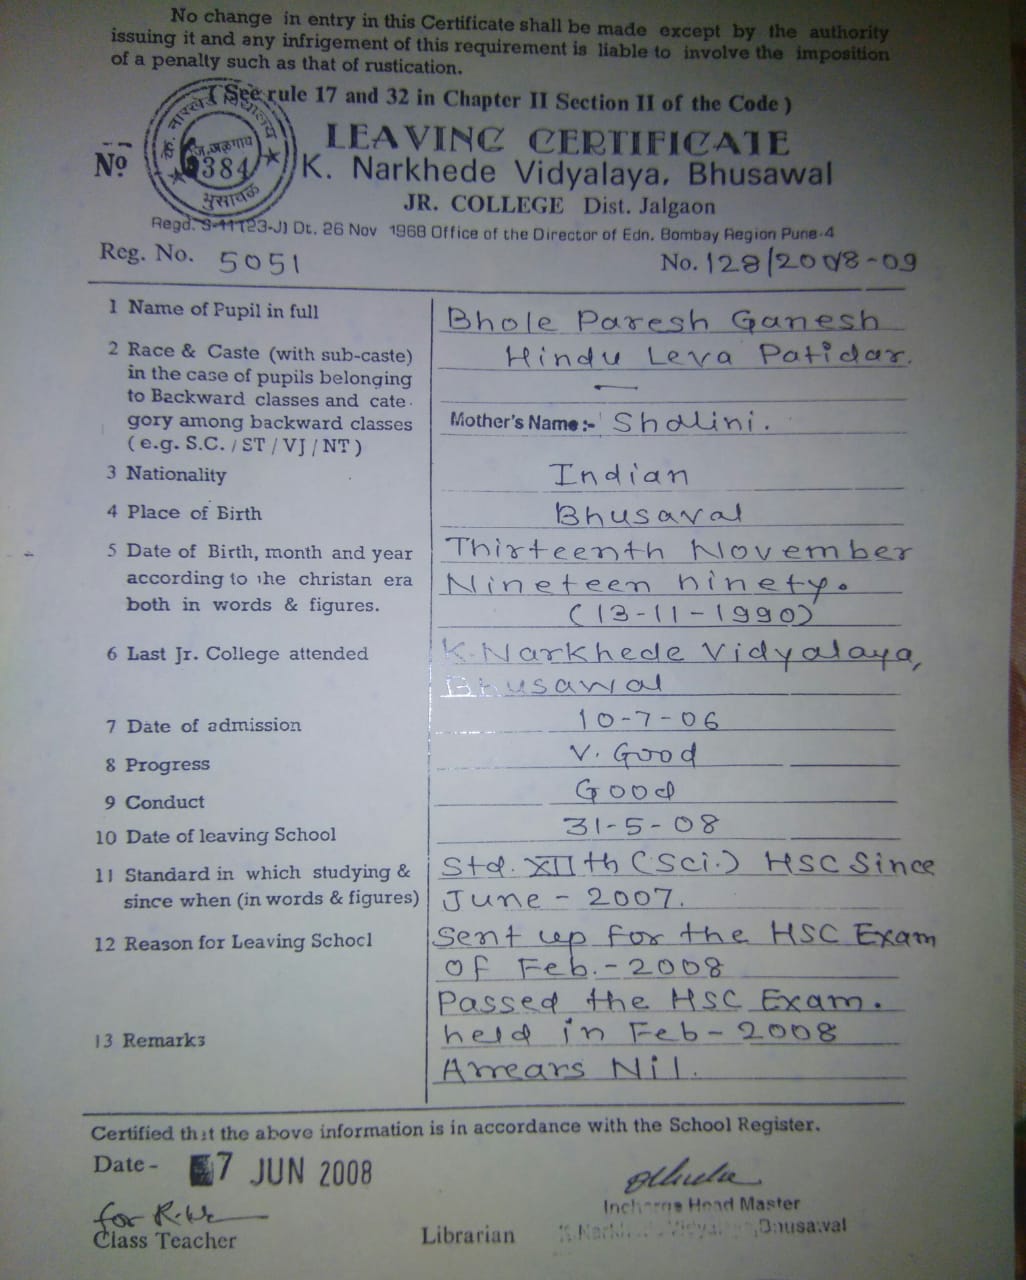 No change in entry in this Certificate shall be made except by the authority
issuing it and any infrigement of this requirement is liable to involve the imposition
of a penalty such as that of rustication.
( See rule 17 and 32 in Chapter II Section II of the Code )
LEAVING CERTIFICATE
No 384
K. Narkhede Vidyalaya, Bhusawal
JR. COLLEGE Dist. Jalgaon
Regd. S-11123-J) Dt. 26 Nov 1968 Office of the Director of Edn. Bombay Region Pune-4
Reg. No. 5051 No. 128/2008-09
1 Name of Pupil in full Bhole Paresh Ganesh
2 Race & Caste (with sub-caste) Hindu Leva Patidar.
in the case of pupils belonging
to Backward classes and cate-
gory among backward classes Mother's Name :- Shalini.
(e.g. S.C. / ST / VJ / NT )
3 Nationality Indian
4 Place of Birth Bhusaval
5 Date of Birth, month and year Thirteenth November
according to the christan era Nineteen ninety.
both in words & figures. (13-11-1990)
6 Last Jr. College attended K. Narkhede Vidyalaya,
Bhusawal
7 Date of admission 10-7-06
8 Progress V. Good
9 Conduct Good
10 Date of leaving School 31-5-08
11 Standard in which studying & Std. XII th (Sci.) HSC Since
since when (in words & figures) June - 2007.
12 Reason for Leaving School Sent up for the HSC Exam
of Feb.-2008
Passed the HSC Exam.
13 Remarks held in Feb-2008
Arrears Nil.
Certified that the above information is in accordance with the School Register.
Date - 7 JUN 2008
for
Incharge Head Master
Class Teacher Librarian K. Narkhede Vidyalaya, Bhusawal